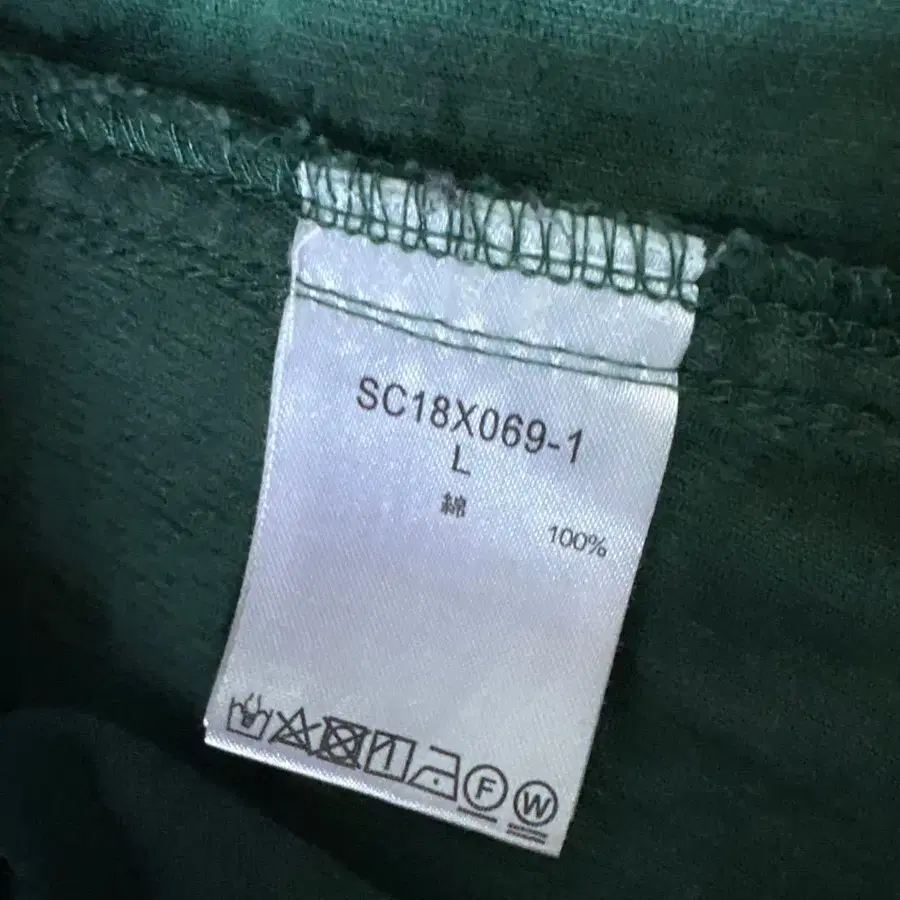 SC18X069-1
L
綿 100%
F W